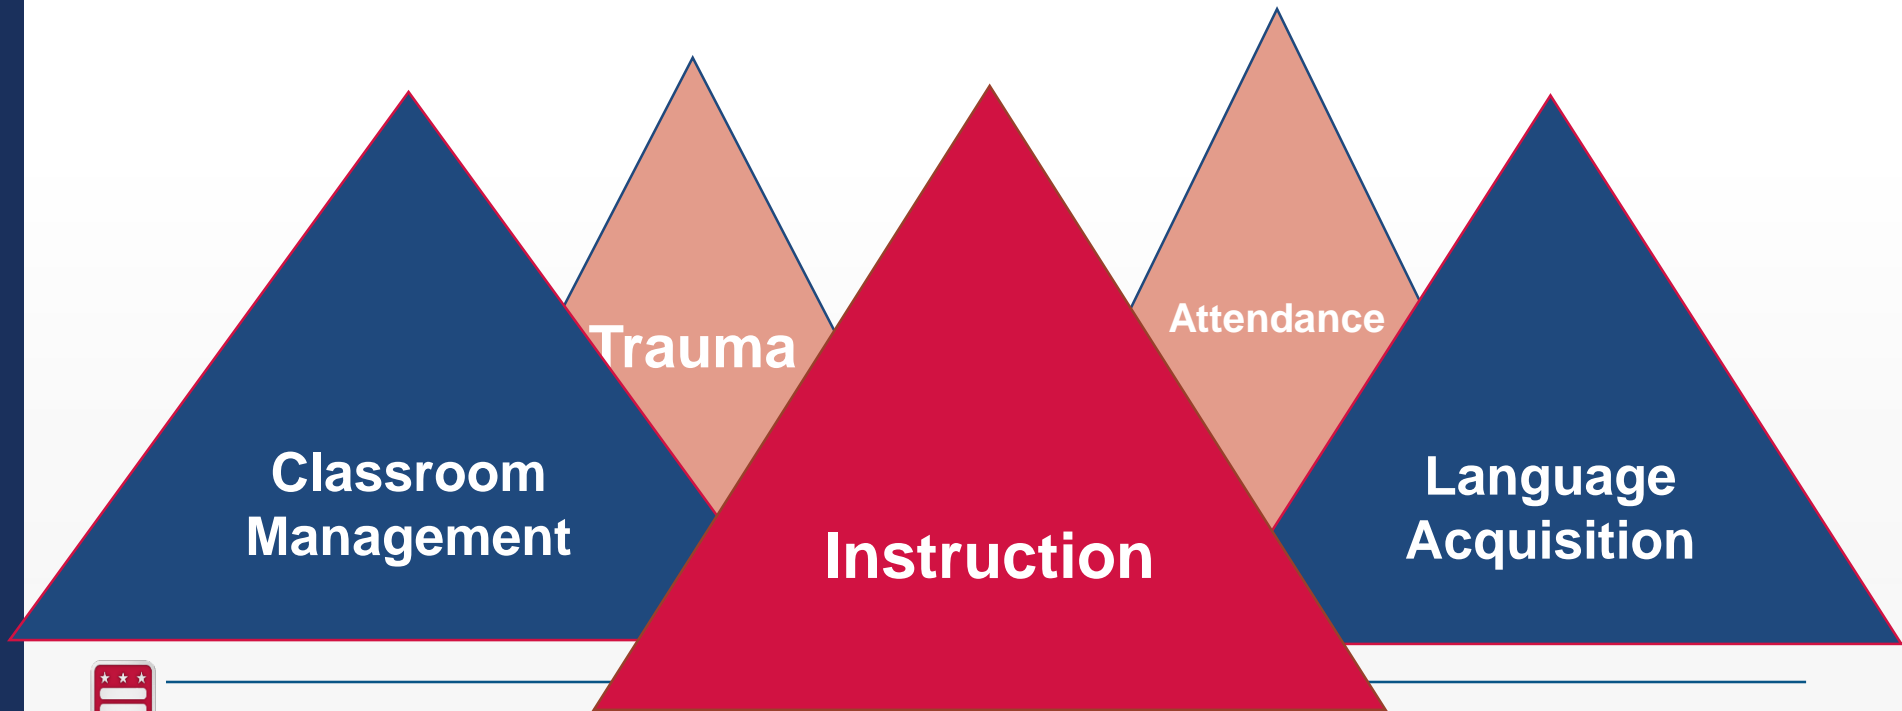 Trauma
Attendance
Classroom
Management
Instruction
Language
Acquisition